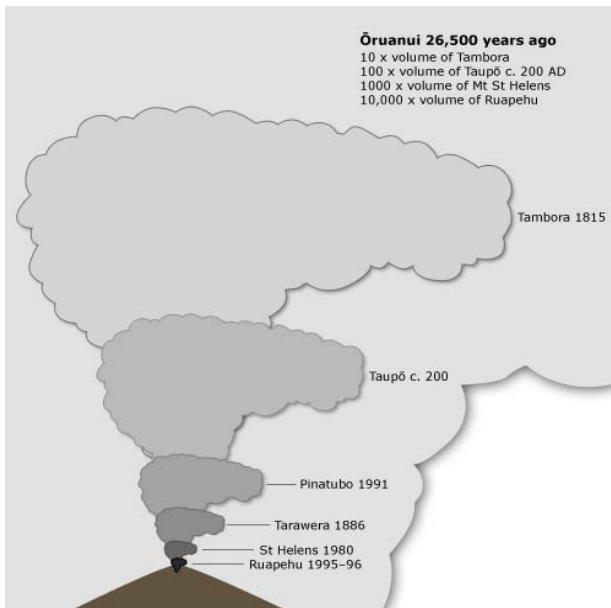 Ōruanui 26,500 years ago
10 x volume of Tambora
100 x volume of Taupō c. 200 AD
1000 x volume of Mt St Helens
10,000 x volume of Ruapehu
Tambora 1815
Taupō c. 200
Pinatubo 1991
Tarawera 1886
St Helens 1980
Ruapehu 1995–96